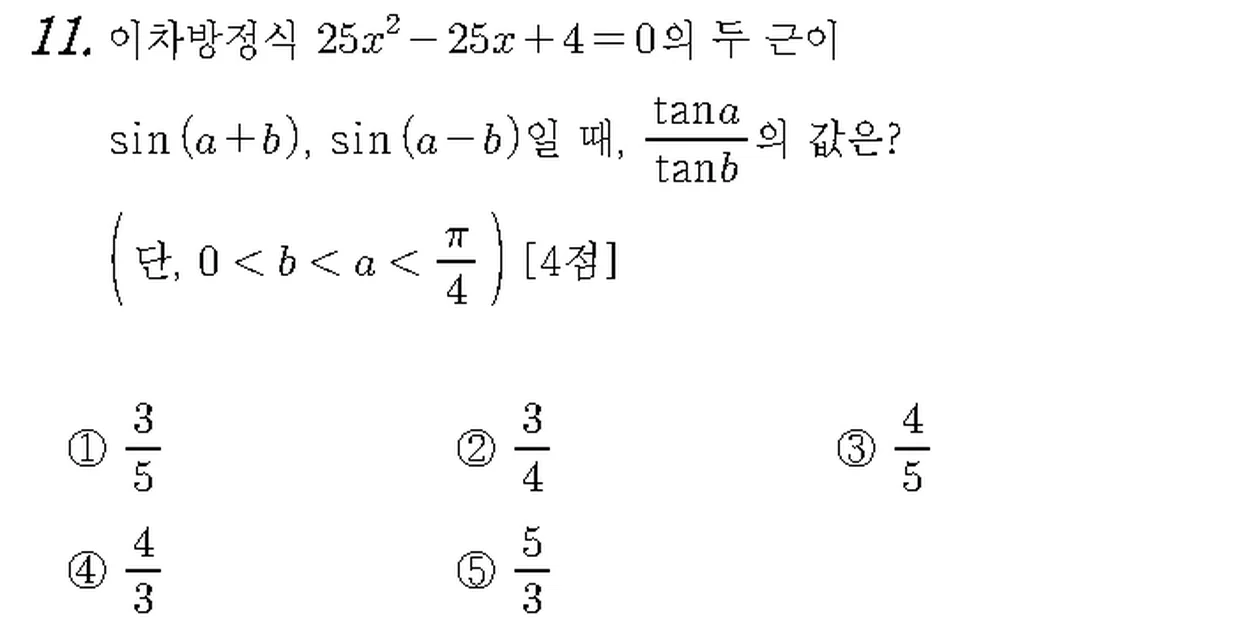 11. 이차방정식 25x² − 25x + 4 = 0의 두 근이
sin(a+b), sin(a−b)일 때, tan a / tan b 의 값은?
(단, 0 < b < a < π/4) [4점]
① 3/5 ② 3/4 ③ 4/5
④ 4/3 ⑤ 5/3